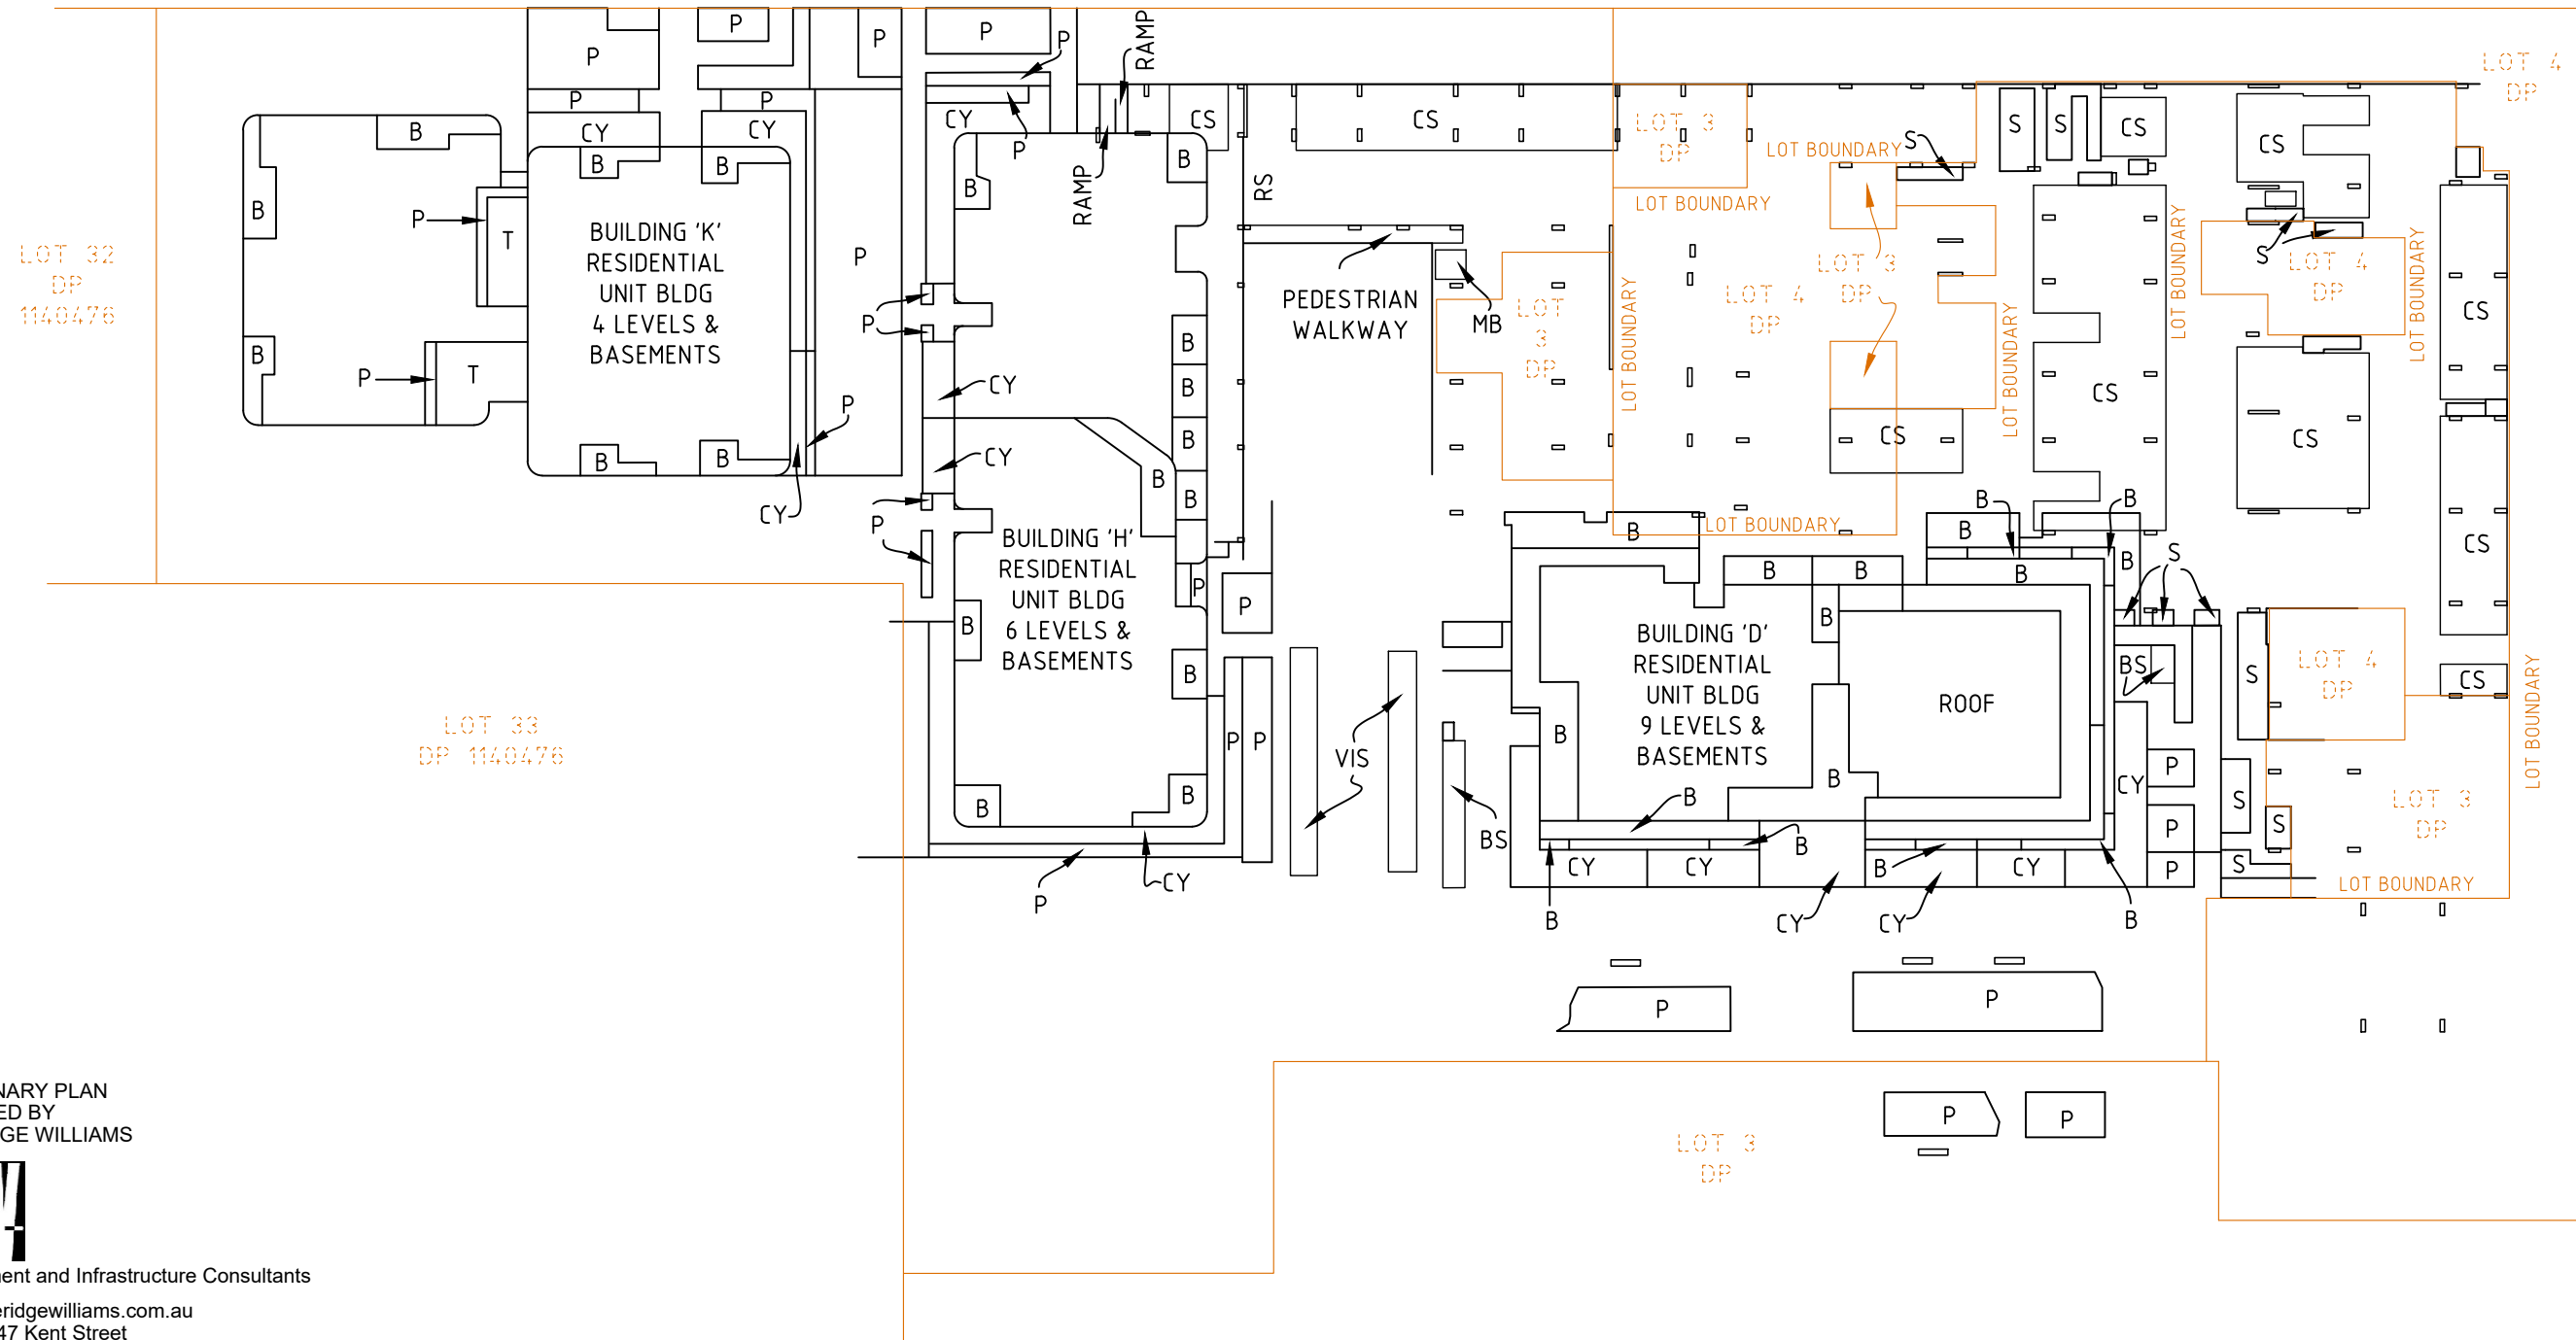 P
P
P
P
P
RAMP
LOT 4
DP
P
P
CY
CY
CY
P
B
B
B
B
B
B
RAMP
RS
CS
CS
LOT 3
DP
LOT BOUNDARY
LOT BOUNDARY
S
S
S
CS
CS
S
B
P
T
P
BUILDING 'K'
RESIDENTIAL
UNIT BLDG
4 LEVELS &
BASEMENTS
P
P
LOT 32
DP
1140476
B
P
T
PEDESTRIAN
WALKWAY
MB
LOT
3
DP
LOT BOUNDARY
LOT 4
DP
LOT 3
DP
LOT BOUNDARY
LOT BOUNDARY
LOT 4
DP
LOT BOUNDARY
CS
CS
CS
CS
CS
B
B
B
CY
P
CY
CY
B
B
B
B
P
BUILDING 'H'
RESIDENTIAL
UNIT BLDG
6 LEVELS &
BASEMENTS
P
P
B
B
B
LOT BOUNDARY
B
B
B
B
B
B
B
B
S
CS
B
BUILDING 'D'
RESIDENTIAL
UNIT BLDG
9 LEVELS &
BASEMENTS
ROOF
BS
S
LOT 4
DP
CS
LOT BOUNDARY
LOT 33
DP 1140476
P
P
VIS
B
B
B
BS
B
B
B
B
CY
P
P
P
S
S
S
LOT 3
DP
LOT BOUNDARY
P
CY
B
CY
CY
B
CY
CY
CY
B
P
P
P
P
LOT 3
DP
NARY PLAN
ED BY
GE WILLIAMS
ent and Infrastructure Consultants
eridgewilliams.com.au
47 Kent Street